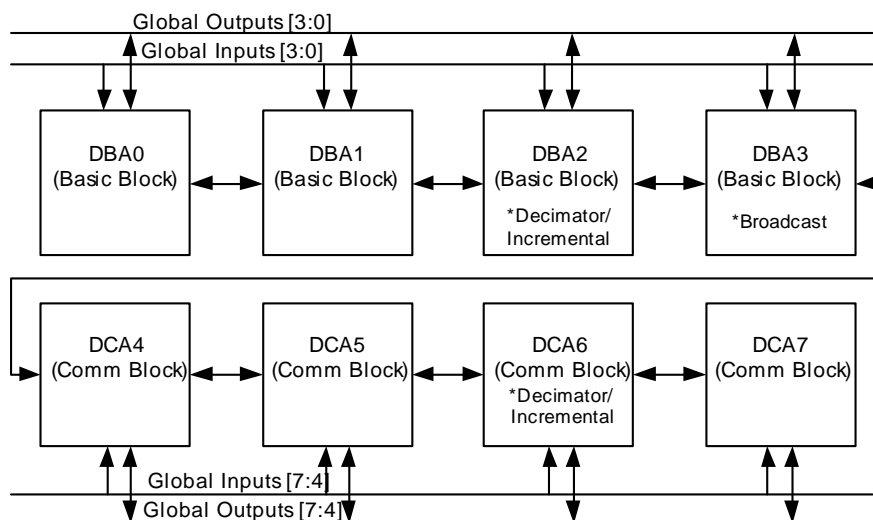 Global Outputs [3:0]
Global Inputs [3:0]
DBA0
(Basic Block)
DBA1
(Basic Block)
DBA2
(Basic Block)
*Decimator/
Incremental
DBA3
(Basic Block)
*Broadcast
DCA4
(Comm Block)
DCA5
(Comm Block)
DCA6
(Comm Block)
*Decimator/
Incremental
DCA7
(Comm Block)
Global Inputs [7:4]
Global Outputs [7:4]